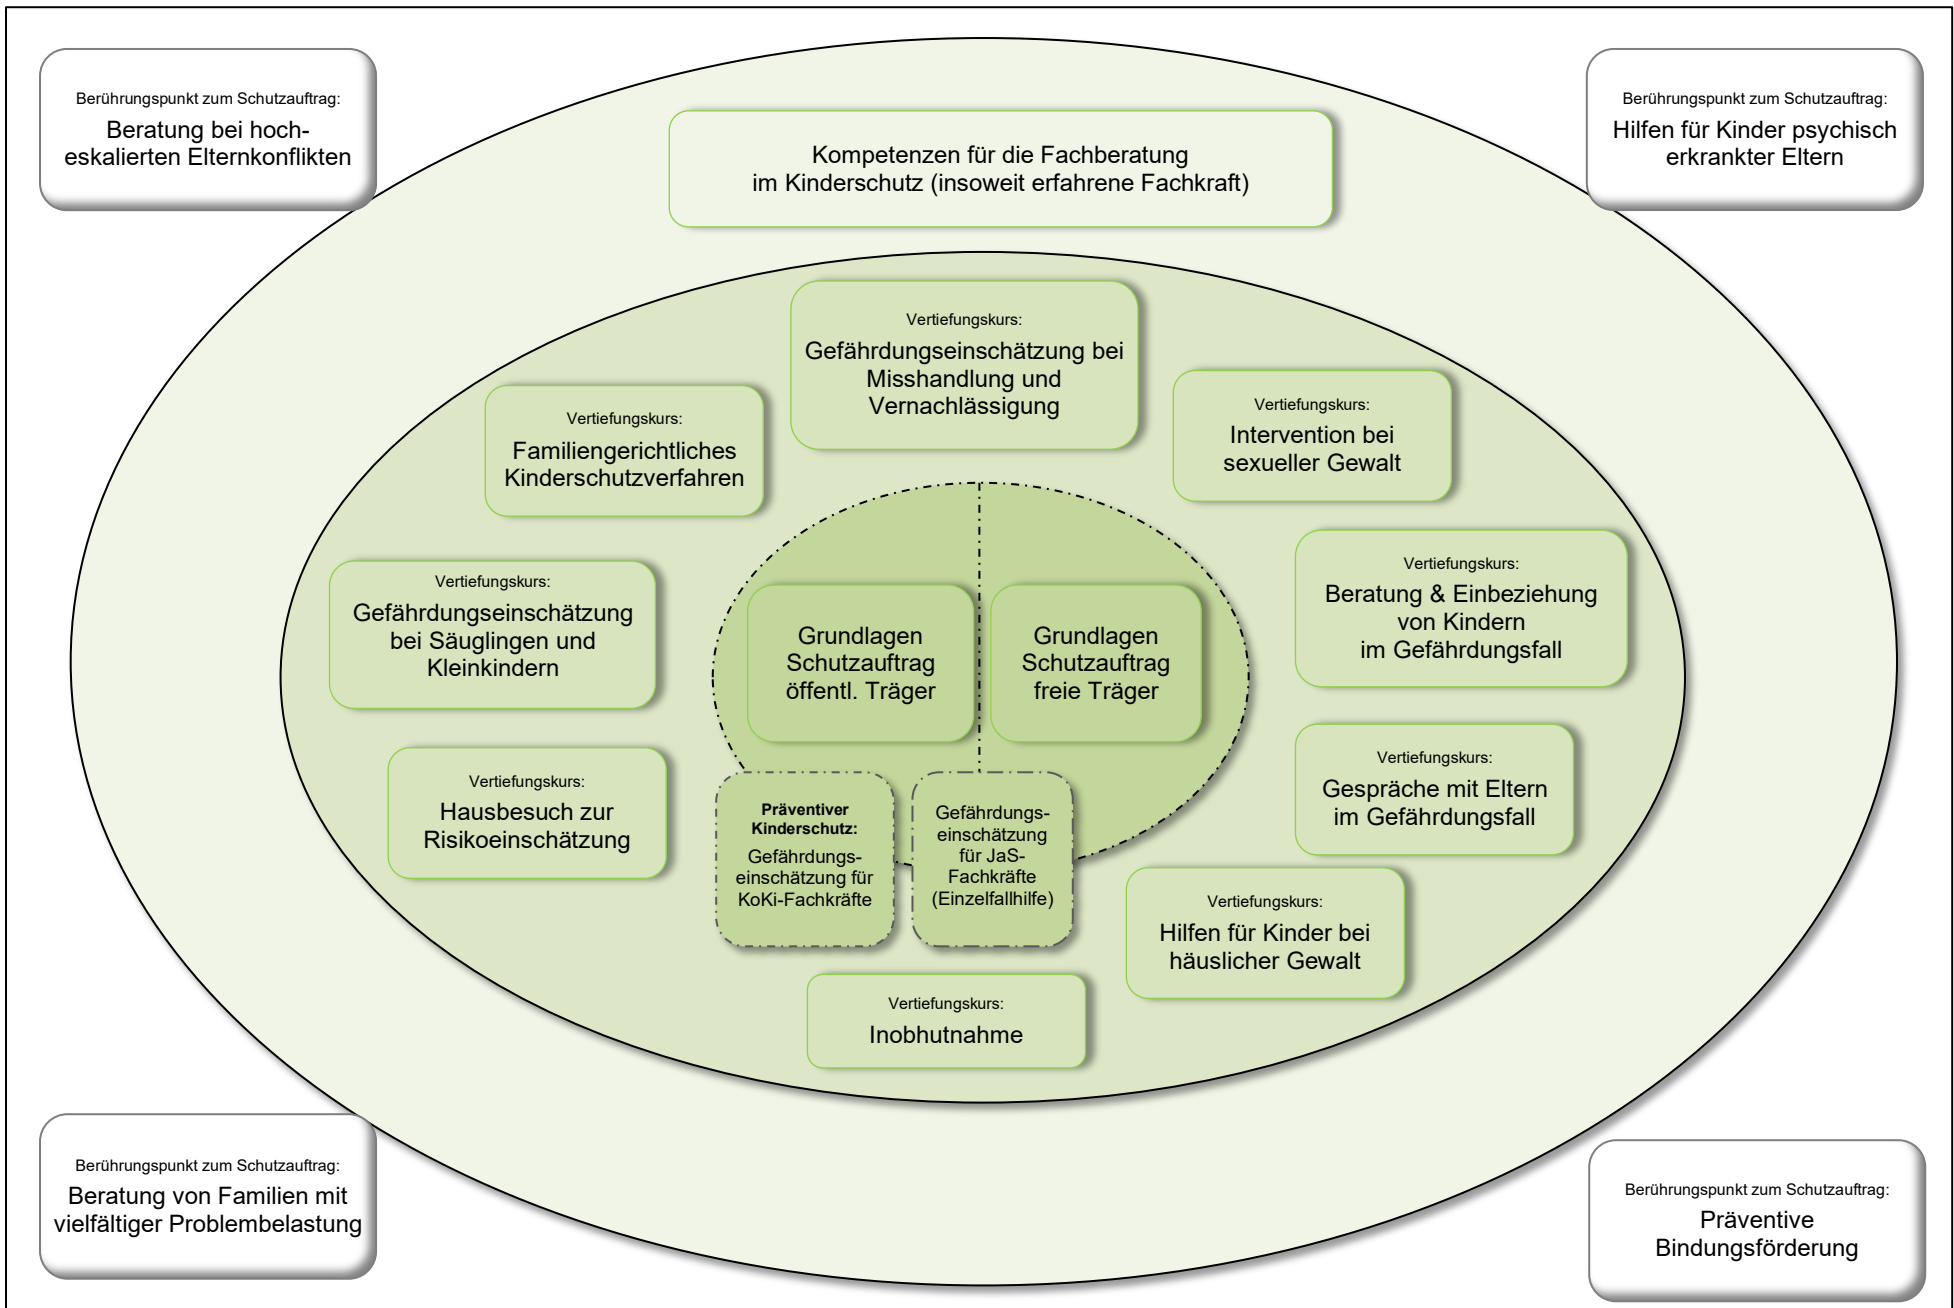 Berührungspunkt zum Schutzauftrag:
Beratung bei hoch-
eskalierten Elternkonflikten
Berührungspunkt zum Schutzauftrag:
Hilfen für Kinder psychisch
erkrankter Eltern
Kompetenzen für die Fachberatung
im Kinderschutz (insoweit erfahrene Fachkraft)
Vertiefungskurs:
Gefährdungseinschätzung bei
Misshandlung und
Vernachlässigung
Vertiefungskurs:
Familiengerichtliches
Kinderschutzverfahren
Vertiefungskurs:
Intervention bei
sexueller Gewalt
Vertiefungskurs:
Gefährdungseinschätzung
bei Säuglingen und
Kleinkindern
Grundlagen
Schutzauftrag
öffentl. Träger
Grundlagen
Schutzauftrag
freie Träger
Vertiefungskurs:
Beratung & Einbeziehung
von Kindern
im Gefährdungsfall
Vertiefungskurs:
Hausbesuch zur
Risikoeinschätzung
Präventiver
Kinderschutz:
Gefährdungs-
einschätzung für
KoKi-Fachkräfte
Gefährdungs-
einschätzung
für JaS-
Fachkräfte
(Einzelfallhilfe)
Vertiefungskurs:
Gespräche mit Eltern
im Gefährdungsfall
Vertiefungskurs:
Hilfen für Kinder bei
häuslicher Gewalt
Vertiefungskurs:
Inobhutnahme
Berührungspunkt zum Schutzauftrag:
Beratung von Familien mit
vielfältiger Problembelastung
Berührungspunkt zum Schutzauftrag:
Präventive
Bindungsförderung